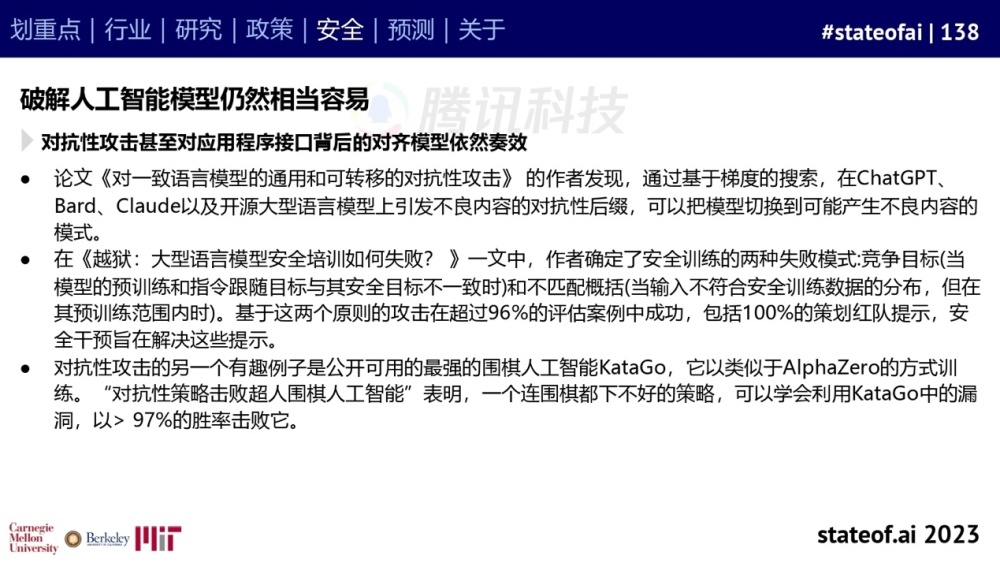 划重点 | 行业 | 研究 | 政策 | 安全 | 预测 | 关于
#stateofai | 138
破解人工智能模型仍然相当容易
腾讯科技
对抗性攻击甚至对应用程序接口背后的对齐模型依然奏效
● 论文《对一致语言模型的通用和可转移的对抗性攻击》 的作者发现，通过基于梯度的搜索，在ChatGPT、
Bard、Claude以及开源大型语言模型上引发不良内容的对抗性后缀，可以把模型切换到可能产生不良内容的
模式。
● 在《越狱：大型语言模型安全培训如何失败？ 》一文中，作者确定了安全训练的两种失败模式:竞争目标(当
模型的预训练和指令跟随目标与其安全目标不一致时)和不匹配概括(当输入不符合安全训练数据的分布，但在
其预训练范围内时)。基于这两个原则的攻击在超过96%的评估案例中成功，包括100%的策划红队提示，安
全干预旨在解决这些提示。
● 对抗性攻击的另一个有趣例子是公开可用的最强的围棋人工智能KataGo，它以类似于AlphaZero的方式训
练。“对抗性策略击败超人围棋人工智能”表明，一个连围棋都下不好的策略，可以学会利用KataGo中的漏
洞，以> 97%的胜率击败它。
Carnegie
Mellon
University
Berkeley
MIT
stateof.ai 2023